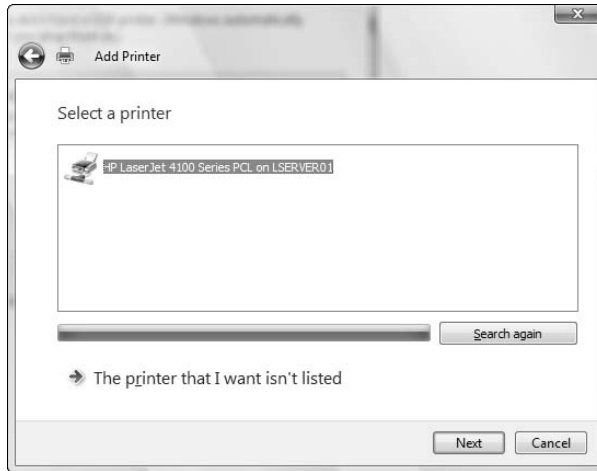 Add Printer
Select a printer
HP LaserJet 4100 Series PCL on LSERVER01
Search again
The printer that I want isn't listed
Next
Cancel